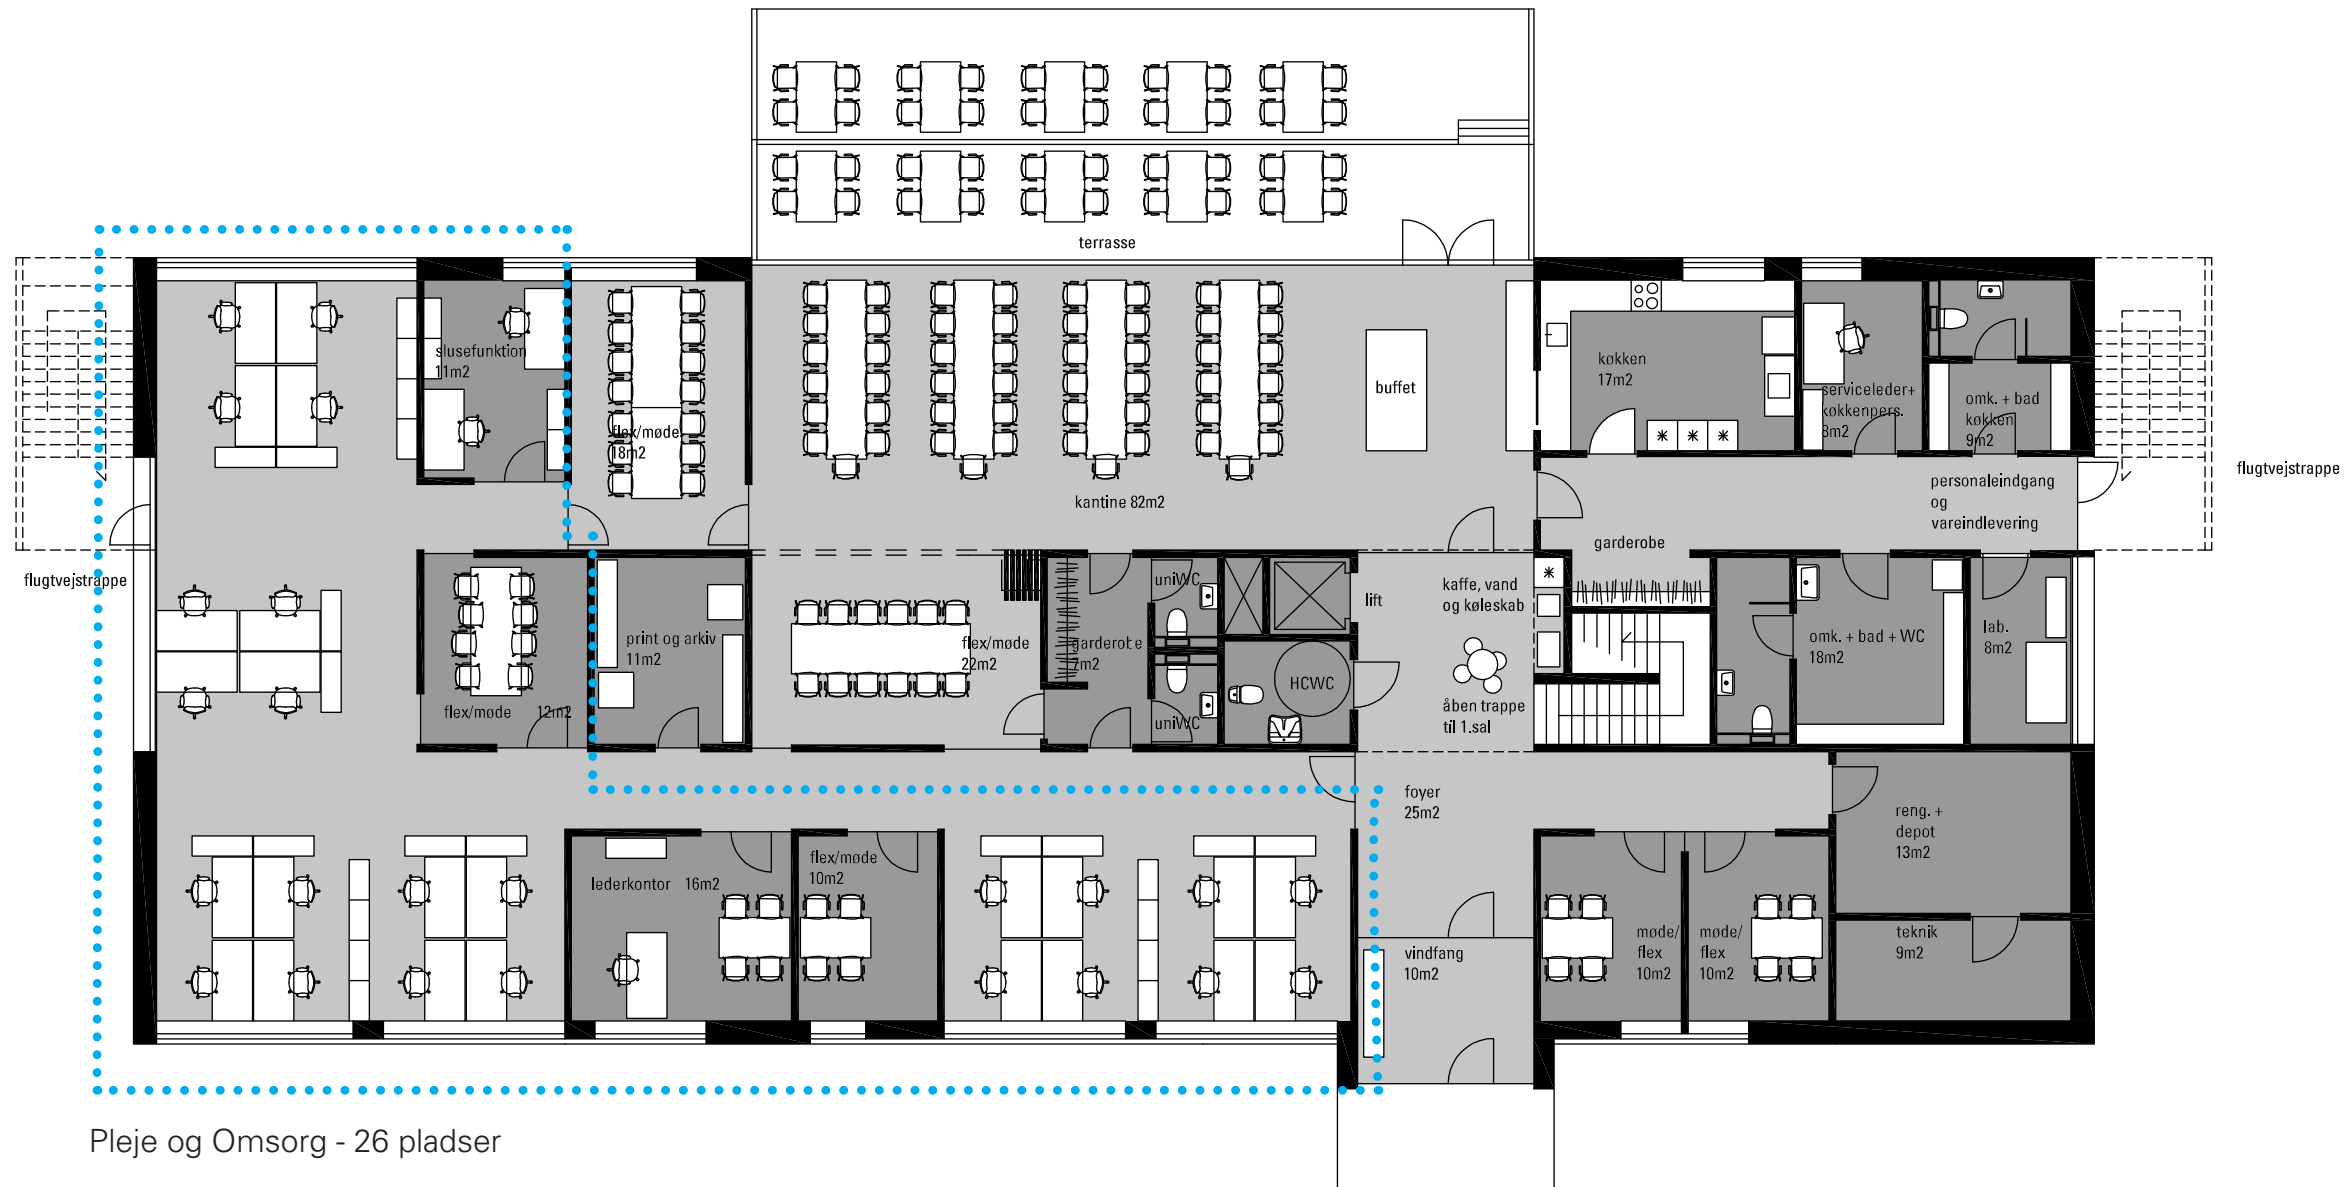 terrasse
slusefunktion
11m2
flex/møde
18m2
buffet
kantine 82m2
køkken
17m2
serviceleder+
køkkenpers.
8m2
omk. + bad
køkken
9m2
personaleindgang
og
vareindlevering
flugtvejstrappe
garderobe
flugtvejstrappe
flex/møde 12m2
print og arkiv
11m2
flex/møde
22m2
garderobe
7m2
uniWC
uniWC
HCWC
lift
kaffe, vand
og køleskab
åben trappe
til 1.sal
omk. + bad + WC
18m2
lab.
8m2
foyer
25m2
reng. +
depot
13m2
lederkontor 16m2
flex/møde
10m2
vindfang
10m2
møde/
flex
10m2
møde/
flex
10m2
teknik
9m2
Pleje og Omsorg - 26 pladser